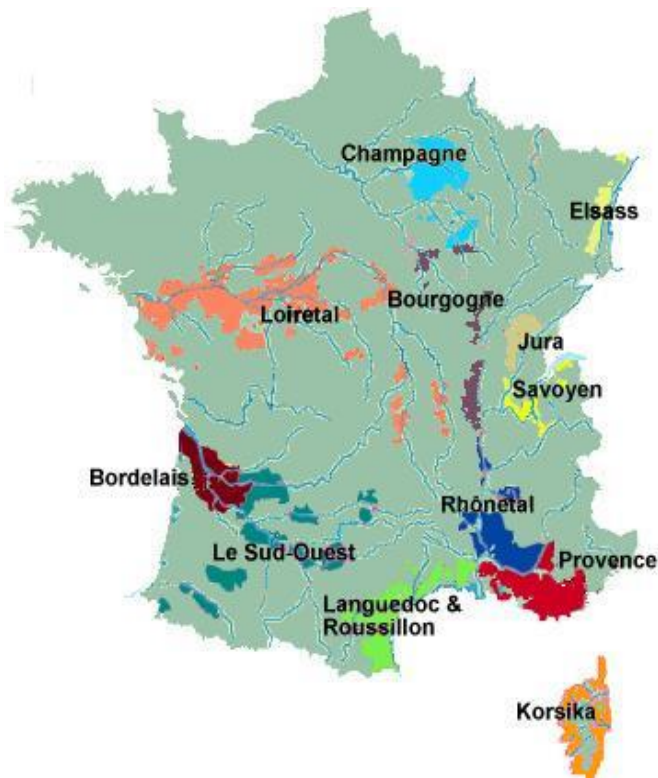 Champagne
Elsass
Bourgogne
Loiretal
Jura
Savoyen
Bordelais
Rhônetal
Le Sud-Ouest
Provence
Languedoc &
Roussillon
Korsika